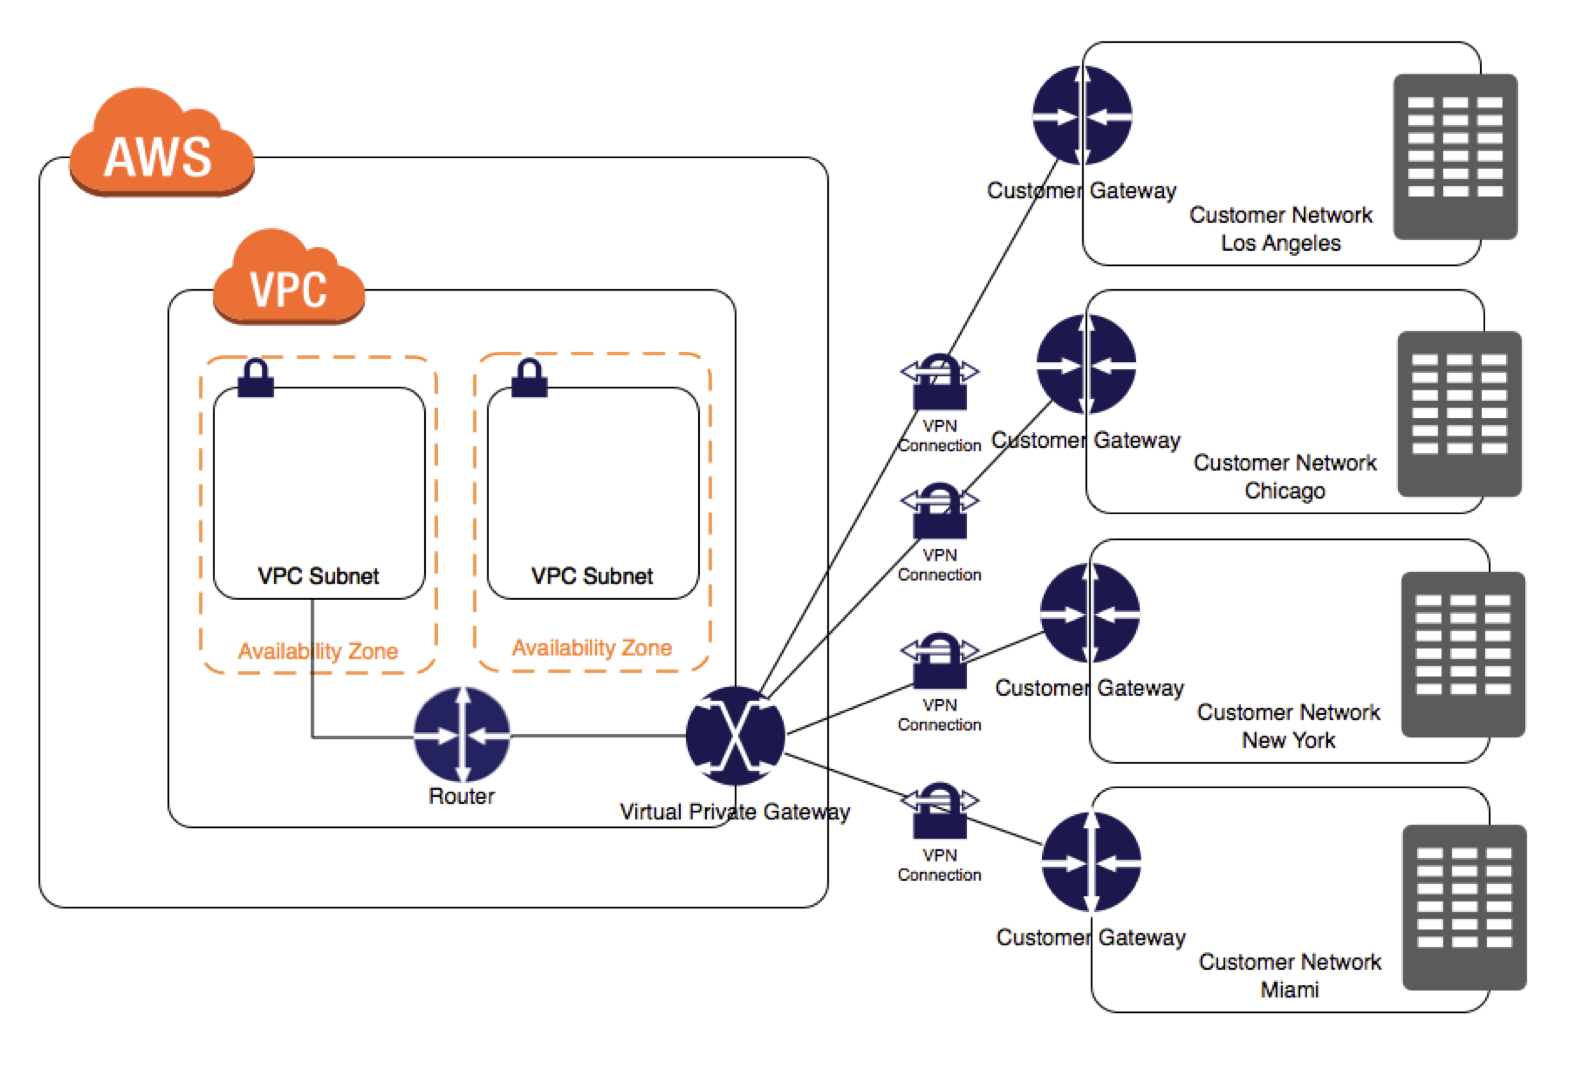 AWS
VPC
VPC Subnet
VPC Subnet
Availability Zone
Availability Zone
Router
Virtual Private Gateway
VPN
Connection
VPN
Connection
VPN
Connection
VPN
Connection
Customer Gateway
Customer Network
Los Angeles
Customer Gateway
Customer Network
Chicago
Customer Gateway
Customer Network
New York
Customer Gateway
Customer Network
Miami